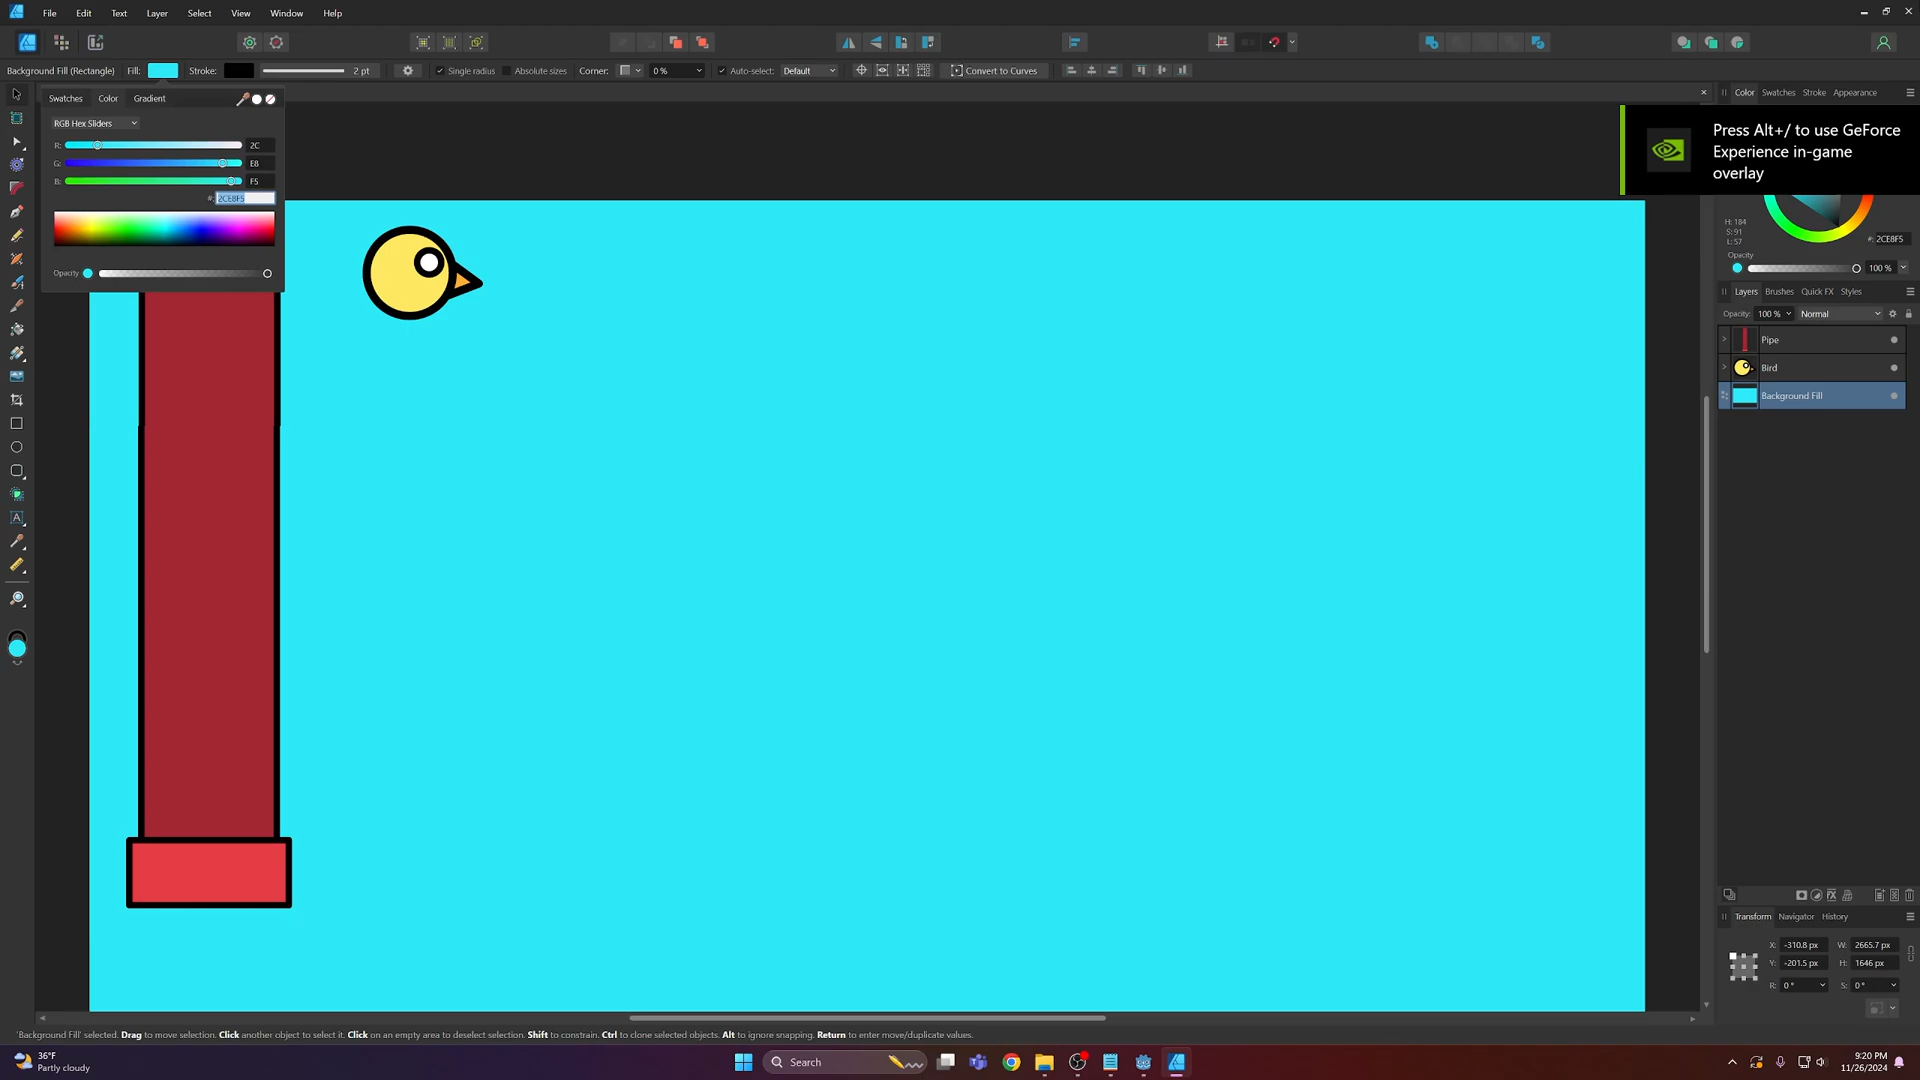 File Edit Text Layer Select View Window Help
Background Fill (Rectangle) Fill: Stroke: 2 pt Single radius Absolute sizes Corner: 0 % Auto-select: Default Convert to Curves
Swatches Color Gradient
RGB Hex Sliders
R: 2C
G: E8
B: F5
#: 2CE8F5
Opacity
Color Swatches Stroke Appearance
Press Alt+/ to use GeForce
Experience in-game
overlay
H: 184
S: 91
L: 57
#: 2CE8F5
Opacity
100 %
Layers Brushes Quick FX Styles
Opacity: 100 % Normal
Pipe
Bird
Background Fill
Transform Navigator History
X: -310.8 px W: 2665.7 px
Y: -201.5 px H: 1646 px
R: 0 ° S: 0 °
'Background Fill' selected. Drag to move selection. Click another object to select it. Click on an empty area to deselect selection. Shift to constrain. Ctrl to clone selected objects. Alt to ignore snapping. Return to enter move/duplicate values.
36°F
Partly cloudy
Search
9:20 PM
11/26/2024